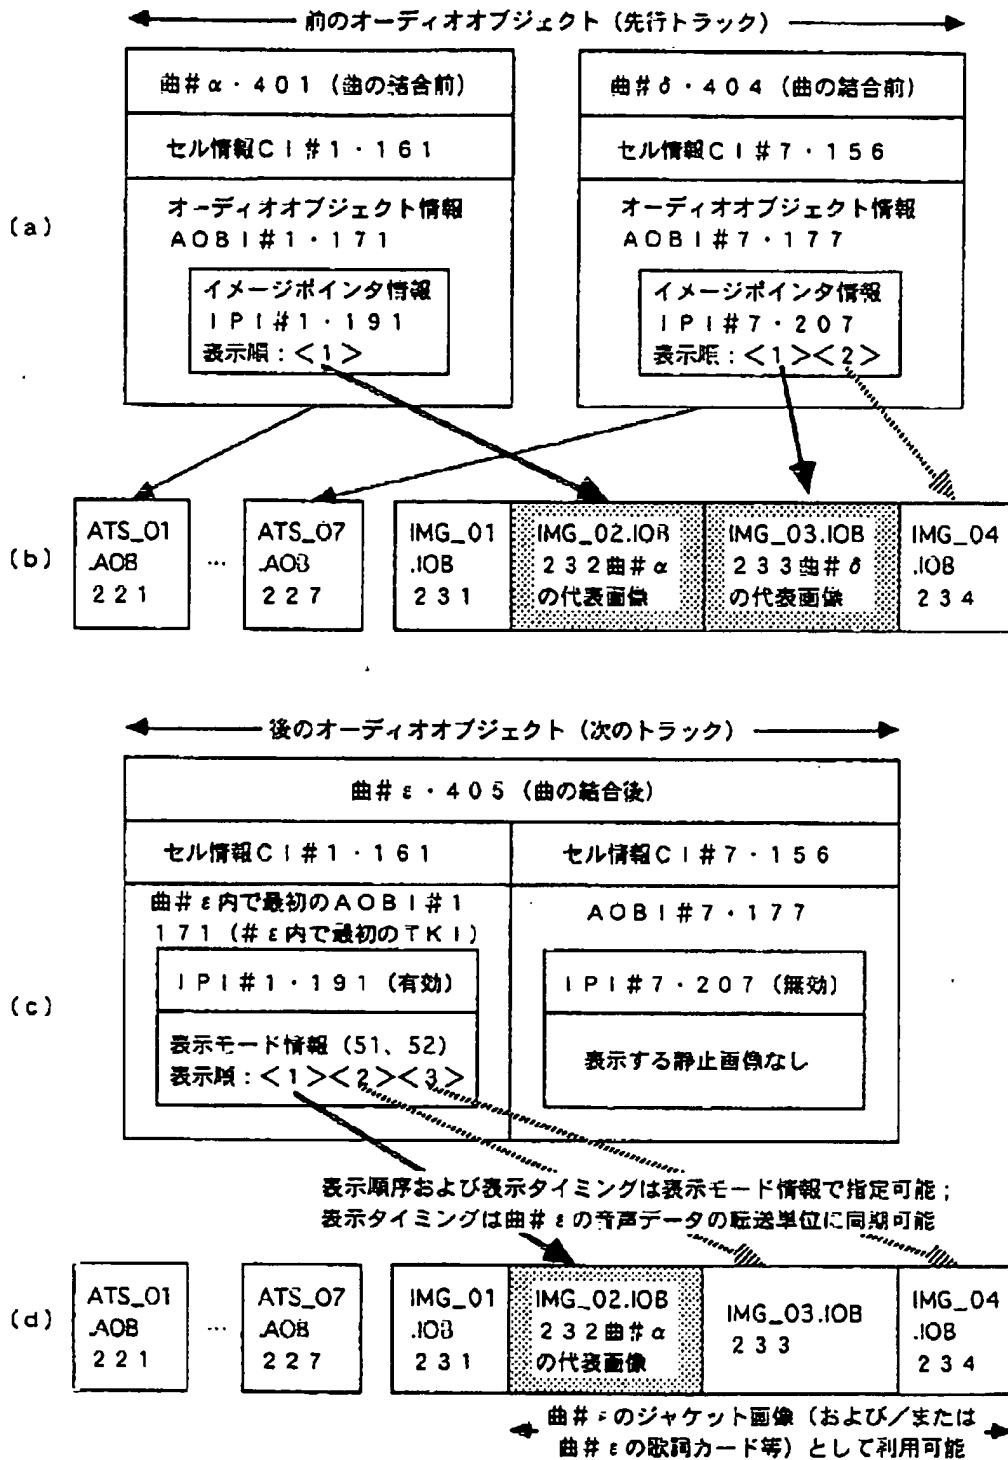 前のオーディオオブジェクト（先行トラック）
曲＃α・４０１（曲の結合前）
セル情報ＣＩ＃１・１６１
オーディオオブジェクト情報
ＡＯＢＩ＃１・１７１
イメージポインタ情報
ＩＰＩ＃１・１９１
表示順：＜１＞
曲＃δ・４０４（曲の結合前）
セル情報ＣＩ＃７・１５６
オーディオオブジェクト情報
ＡＯＢＩ＃７・１７７
イメージポインタ情報
ＩＰＩ＃７・２０７
表示順：＜１＞＜２＞
(a)
(b)
ATS_01
.AOB
２２１
…
ATS_07
.AOB
２２７
IMG_01
.IOB
２３１
IMG_02.IOB
２３２曲＃α
の代表画像
IMG_03.IOB
２３３曲＃δ
の代表画像
IMG_04
.IOB
２３４
後のオーディオオブジェクト（次のトラック）
曲＃ε・４０５（曲の結合後）
セル情報ＣＩ＃１・１６１
セル情報ＣＩ＃７・１５６
曲＃ε内で最初のＡＯＢＩ＃１
１７１（＃ε内で最初のＴＫＩ）
ＩＰＩ＃１・１９１（有効）
表示モード情報（51、52）
表示順：＜１＞＜２＞＜３＞
ＡＯＢＩ＃７・１７７
ＩＰＩ＃７・２０７（無効）
表示する静止画像なし
(c)
表示順序および表示タイミングは表示モード情報で指定可能；
表示タイミングは曲＃εの音声データの転送単位に同期可能
(d)
ATS_01
.AOB
２２１
…
ATS_07
.AOB
２２７
IMG_01
.IOB
２３１
IMG_02.IOB
２３２曲＃α
の代表画像
IMG_03.IOB
２３３
IMG_04
.IOB
２３４
曲＃εのジャケット画像（および／または
曲＃εの歌詞カード等）として利用可能